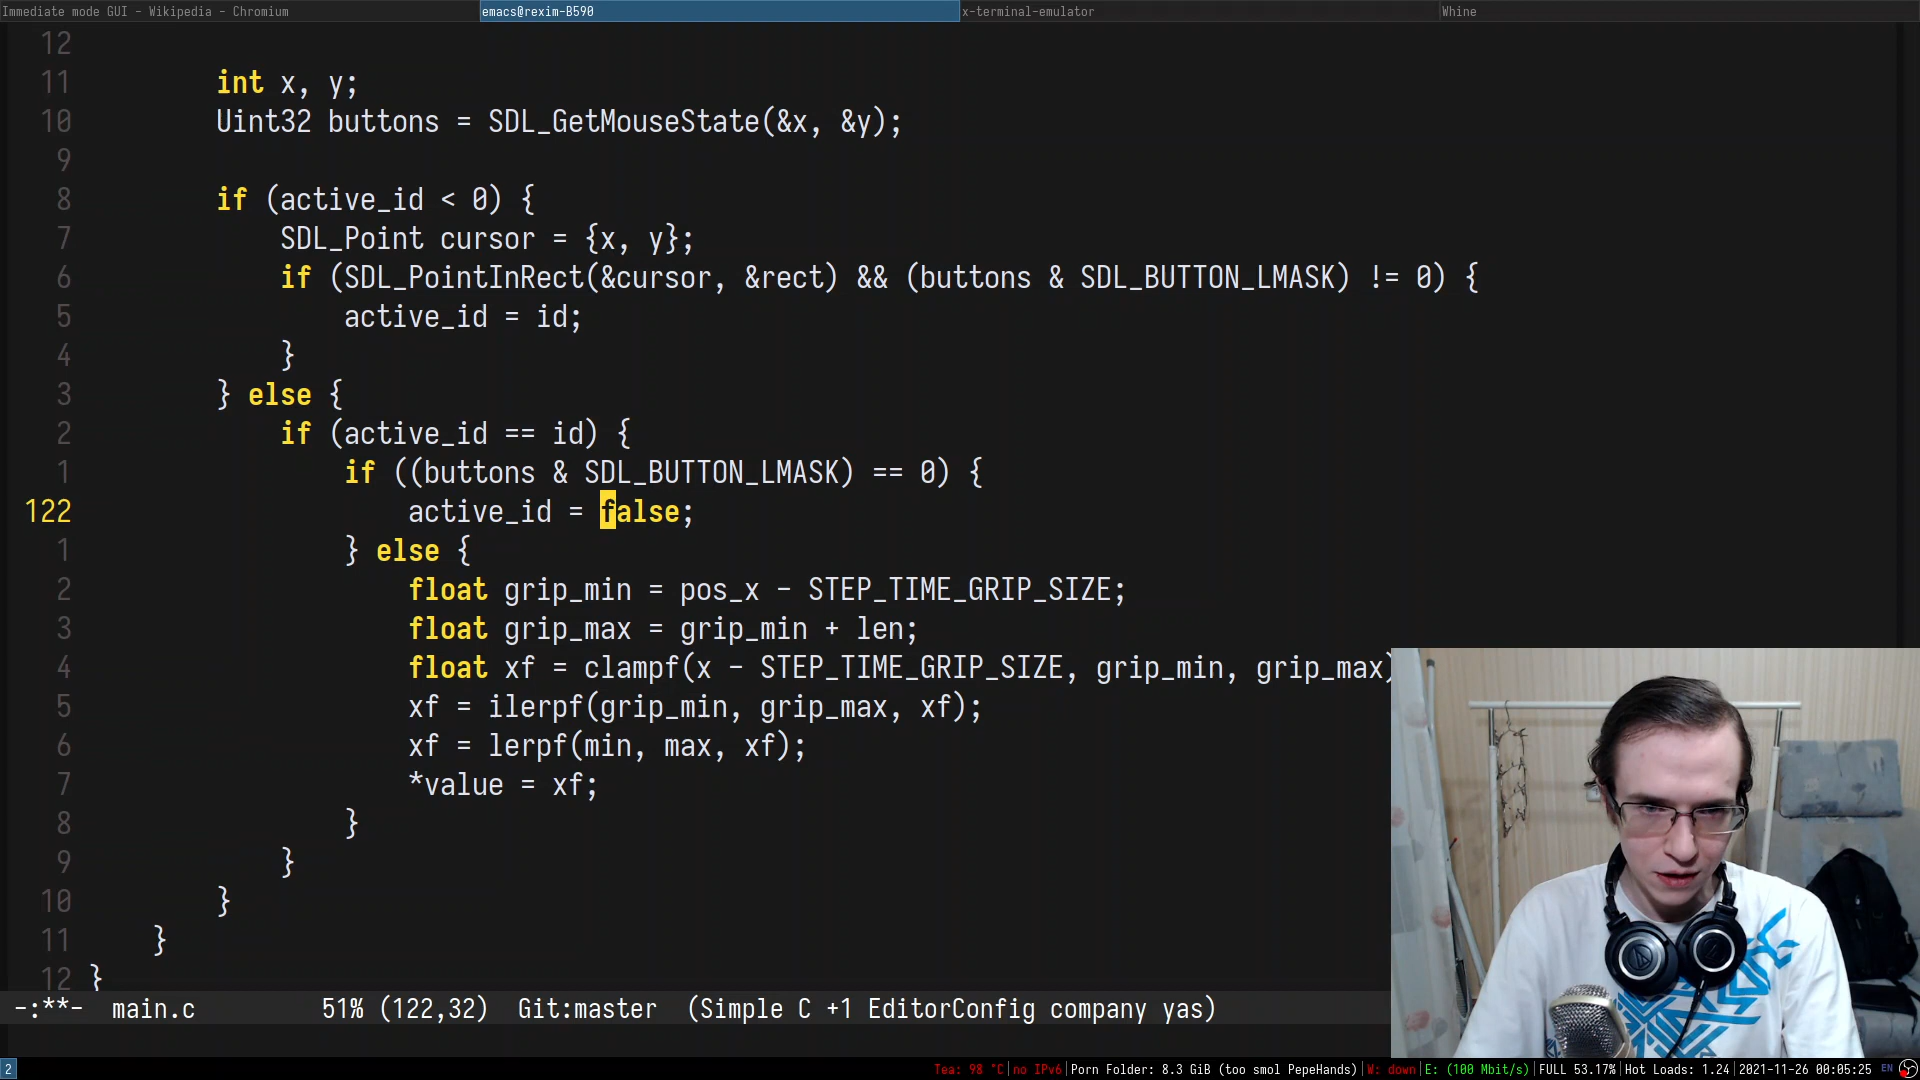 Immediate mode GUI - Wikipedia - Chromium
emacs@rexim-B590
x-terminal-emulator
Whine
12
11 int x, y;
10 Uint32 buttons = SDL_GetMouseState(&x, &y);
9
8 if (active_id < 0) {
7 SDL_Point cursor = {x, y};
6 if (SDL_PointInRect(&cursor, &rect) && (buttons & SDL_BUTTON_LMASK) != 0) {
5 active_id = id;
4 }
3 } else {
2 if (active_id == id) {
1 if ((buttons & SDL_BUTTON_LMASK) == 0) {
122 active_id = false;
1 } else {
2 float grip_min = pos_x - STEP_TIME_GRIP_SIZE;
3 float grip_max = grip_min + len;
4 float xf = clampf(x - STEP_TIME_GRIP_SIZE, grip_min, grip_max)
5 xf = ilerpf(grip_min, grip_max, xf);
6 xf = lerpf(min, max, xf);
7 *value = xf;
8 }
9 }
10 }
11 }
12 }
-:**- main.c 51% (122,32) Git:master (Simple C +1 EditorConfig company yas)
2
Tea: 98 °C|no IPv6|Porn Folder: 8.3 GiB (too smol PepeHands)|W: down|E: (100 Mbit/s)|FULL 53.17%|Hot Loads: 1.24|2021-11-26 00:05:25 EN